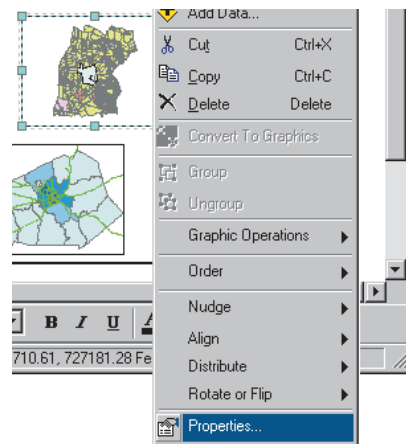 Add Data...
Cut Ctrl+X
Copy Ctrl+C
Delete Delete
Convert To Graphics
Group
Ungroup
Graphic Operations
Order
Nudge
B I U A
Align
710.61, 727181.28 Fe
Distribute
Rotate or Flip
Properties...